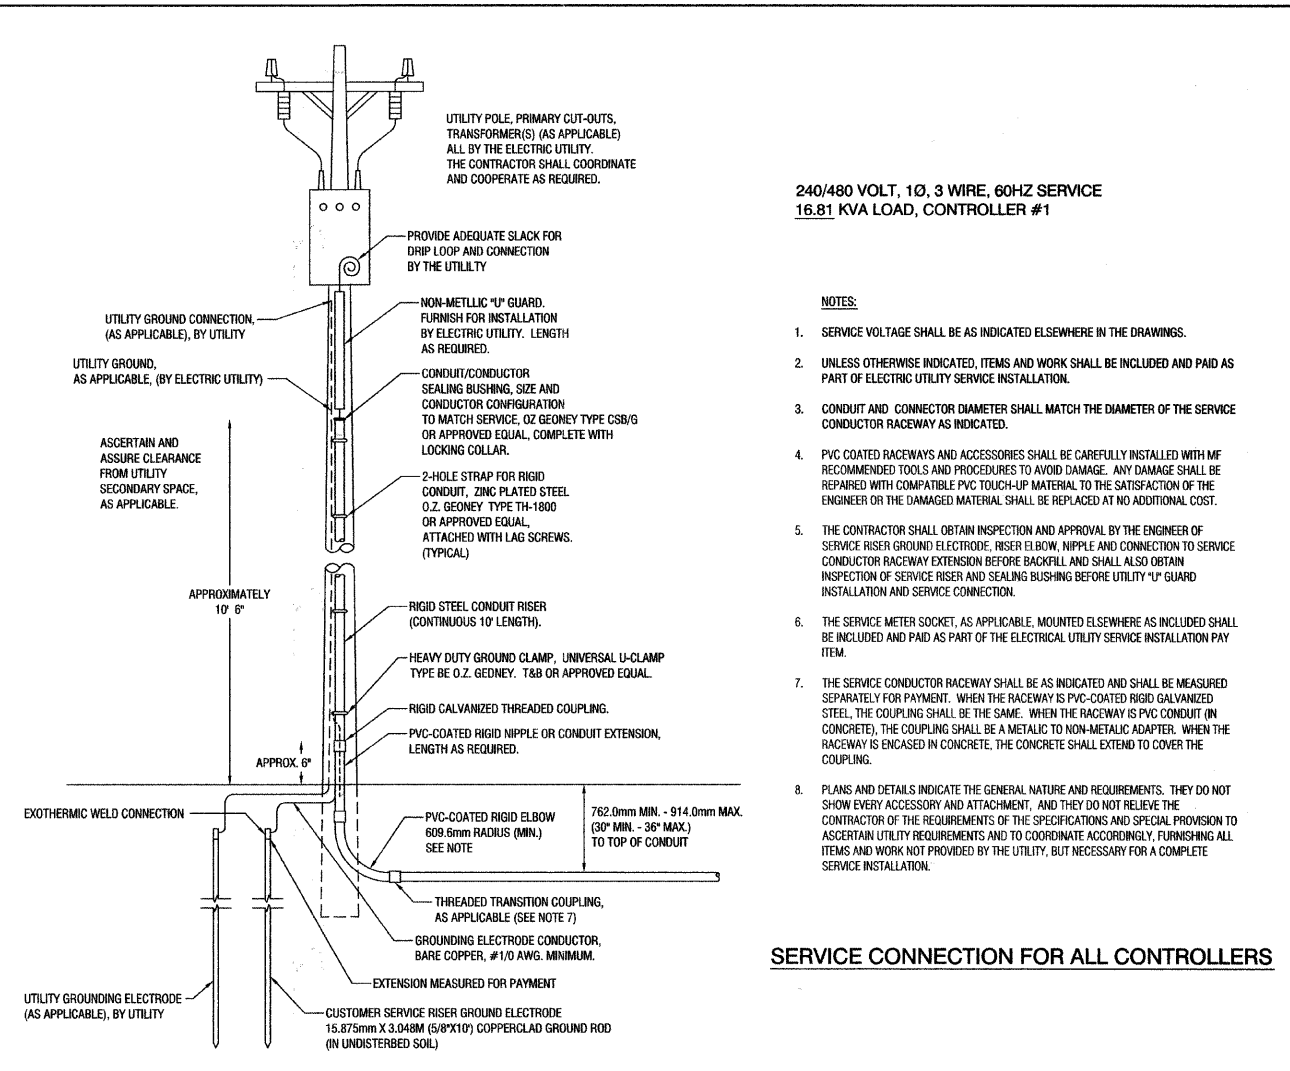 UTILITY POLE, PRIMARY CUT-OUTS,
TRANSFORMER(S) (AS APPLICABLE)
ALL BY THE ELECTRIC UTILITY.
THE CONTRACTOR SHALL COORDINATE
AND COOPERATE AS REQUIRED.
PROVIDE ADEQUATE SLACK FOR
DRIP LOOP AND CONNECTION
BY THE UTILILTY
NON-METLLIC "U" GUARD.
FURNISH FOR INSTALLATION
BY ELECTRIC UTILITY. LENGTH
AS REQUIRED.
UTILITY GROUND CONNECTION,
(AS APPLICABLE), BY UTILITY
UTILITY GROUND,
AS APPLICABLE, (BY ELECTRIC UTILITY)
CONDUIT/CONDUCTOR
SEALING BUSHING, SIZE AND
CONDUCTOR CONFIGURATION
TO MATCH SERVICE, OZ GEONEY TYPE CSB/G
OR APPROVED EQUAL, COMPLETE WITH
LOCKING COLLAR.
ASCERTAIN AND
ASSURE CLEARANCE
FROM UTILITY
SECONDARY SPACE,
AS APPLICABLE.
2-HOLE STRAP FOR RIGID
CONDUIT, ZINC PLATED STEEL
O.Z. GEONEY TYPE TH-1800
OR APPROVED EQUAL,
ATTACHED WITH LAG SCREWS.
(TYPICAL)
APPROXIMATELY
10' 6"
RIGID STEEL CONDUIT RISER
(CONTINUOUS 10' LENGTH).
HEAVY DUTY GROUND CLAMP, UNIVERSAL U-CLAMP
TYPE BE O.Z. GEDNEY. T&B OR APPROVED EQUAL.
RIGID CALVANIZED THREADED COUPLING.
PVC-COATED RIGID NIPPLE OR CONDUIT EXTENSION,
LENGTH AS REQUIRED.
APPROX. 6"
EXOTHERMIC WELD CONNECTION
PVC-COATED RIGID ELBOW
609.6mm RADIUS (MIN.)
SEE NOTE
762.0mm MIN. - 914.0mm MAX.
(30" MIN. - 36" MAX.)
TO TOP OF CONDUIT
THREADED TRANSITION COUPLING,
AS APPLICABLE (SEE NOTE 7)
GROUNDING ELECTRODE CONDUCTOR,
BARE COPPER, #1/0 AWG. MINIMUM.
EXTENSION MEASURED FOR PAYMENT
UTILITY GROUNDING ELECTRODE
(AS APPLICABLE), BY UTILITY
CUSTOMER SERVICE RISER GROUND ELECTRODE
15.875mm X 3.048M (5/8"X10') COPPERCLAD GROUND ROD
(IN UNDISTERBED SOIL)
240/480 VOLT, 1Ø, 3 WIRE, 60HZ SERVICE
16.81 KVA LOAD, CONTROLLER #1
NOTES:
1. SERVICE VOLTAGE SHALL BE AS INDICATED ELSEWHERE IN THE DRAWINGS.
2. UNLESS OTHERWISE INDICATED, ITEMS AND WORK SHALL BE INCLUDED AND PAID AS
PART OF ELECTRIC UTILITY SERVICE INSTALLATION.
3. CONDUIT AND CONNECTOR DIAMETER SHALL MATCH THE DIAMETER OF THE SERVICE
CONDUCTOR RACEWAY AS INDICATED.
4. PVC COATED RACEWAYS AND ACCESSORIES SHALL BE CAREFULLY INSTALLED WITH MF
RECOMMENDED TOOLS AND PROCEDURES TO AVOID DAMAGE. ANY DAMAGE SHALL BE
REPAIRED WITH COMPATIBLE PVC TOUCH-UP MATERIAL TO THE SATISFACTION OF THE
ENGINEER OR THE DAMAGED MATERIAL SHALL BE REPLACED AT NO ADDITIONAL COST.
5. THE CONTRACTOR SHALL OBTAIN INSPECTION AND APPROVAL BY THE ENGINEER OF
SERVICE RISER GROUND ELECTRODE, RISER ELBOW, NIPPLE AND CONNECTION TO SERVICE
CONDUCTOR RACEWAY EXTENSION BEFORE BACKFILL AND SHALL ALSO OBTAIN
INSPECTION OF SERVICE RISER AND SEALING BUSHING BEFORE UTILITY "U" GUARD
INSTALLATION AND SERVICE CONNECTION.
6. THE SERVICE METER SOCKET, AS APPLICABLE, MOUNTED ELSEWHERE AS INCLUDED SHALL
BE INCLUDED AND PAID AS PART OF THE ELECTRICAL UTILITY SERVICE INSTALLATION PAY
ITEM.
7. THE SERVICE CONDUCTOR RACEWAY SHALL BE AS INDICATED AND SHALL BE MEASURED
SEPARATELY FOR PAYMENT. WHEN THE RACEWAY IS PVC-COATED RIGID GALVANIZED
STEEL, THE COUPLING SHALL BE THE SAME. WHEN THE RACEWAY IS PVC CONDUIT (IN
CONCRETE), THE COUPLING SHALL BE A METALIC TO NON-METALIC ADAPTER. WHEN THE
RACEWAY IS ENCASED IN CONCRETE, THE CONCRETE SHALL EXTEND TO COVER THE
COUPLING.
8. PLANS AND DETAILS INDICATE THE GENERAL NATURE AND REQUIREMENTS. THEY DO NOT
SHOW EVERY ACCESSORY AND ATTACHMENT, AND THEY DO NOT RELIEVE THE
CONTRACTOR OF THE REQUIREMENTS OF THE SPECIFICATIONS AND SPECIAL PROVISION TO
ASCERTAIN UTILITY REQUIREMENTS AND TO COORDINATE ACCORDINGLY, FURNISHING ALL
ITEMS AND WORK NOT PROVIDED BY THE UTILITY, BUT NECESSARY FOR A COMPLETE
SERVICE INSTALLATION.
SERVICE CONNECTION FOR ALL CONTROLLERS